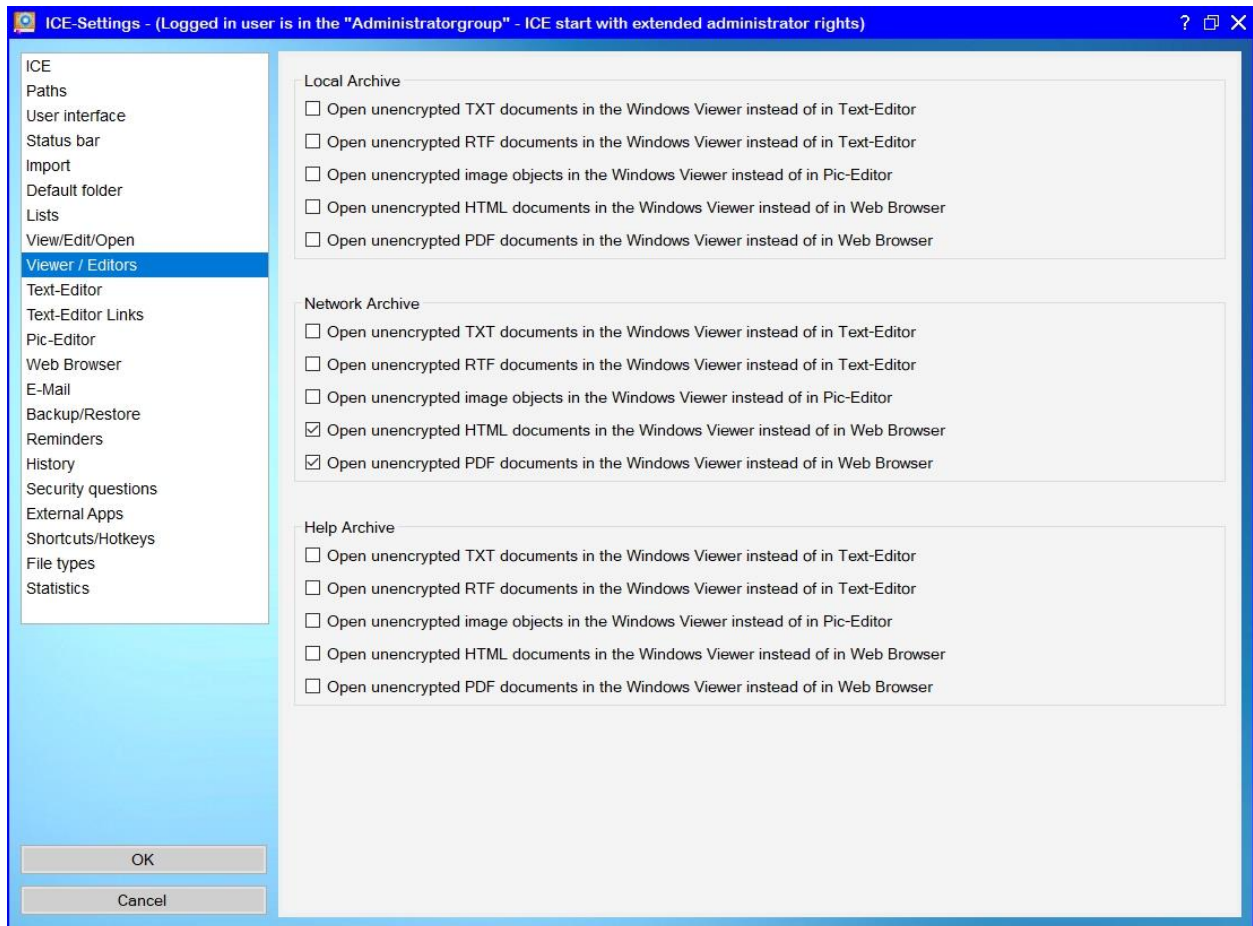 ICE-Settings - (Logged in user is in the "Administratorgroup" - ICE start with extended administrator rights)
?
ICE
Paths
User interface
Status bar
Import
Default folder
Lists
View/Edit/Open
Viewer / Editors
Text-Editor
Text-Editor Links
Pic-Editor
Web Browser
E-Mail
Backup/Restore
Reminders
History
Security questions
External Apps
Shortcuts/Hotkeys
File types
Statistics
OK
Cancel
Local Archive
Open unencrypted TXT documents in the Windows Viewer instead of in Text-Editor
Open unencrypted RTF documents in the Windows Viewer instead of in Text-Editor
Open unencrypted image objects in the Windows Viewer instead of in Pic-Editor
Open unencrypted HTML documents in the Windows Viewer instead of in Web Browser
Open unencrypted PDF documents in the Windows Viewer instead of in Web Browser
Network Archive
Open unencrypted TXT documents in the Windows Viewer instead of in Text-Editor
Open unencrypted RTF documents in the Windows Viewer instead of in Text-Editor
Open unencrypted image objects in the Windows Viewer instead of in Pic-Editor
Open unencrypted HTML documents in the Windows Viewer instead of in Web Browser
Open unencrypted PDF documents in the Windows Viewer instead of in Web Browser
Help Archive
Open unencrypted TXT documents in the Windows Viewer instead of in Text-Editor
Open unencrypted RTF documents in the Windows Viewer instead of in Text-Editor
Open unencrypted image objects in the Windows Viewer instead of in Pic-Editor
Open unencrypted HTML documents in the Windows Viewer instead of in Web Browser
Open unencrypted PDF documents in the Windows Viewer instead of in Web Browser